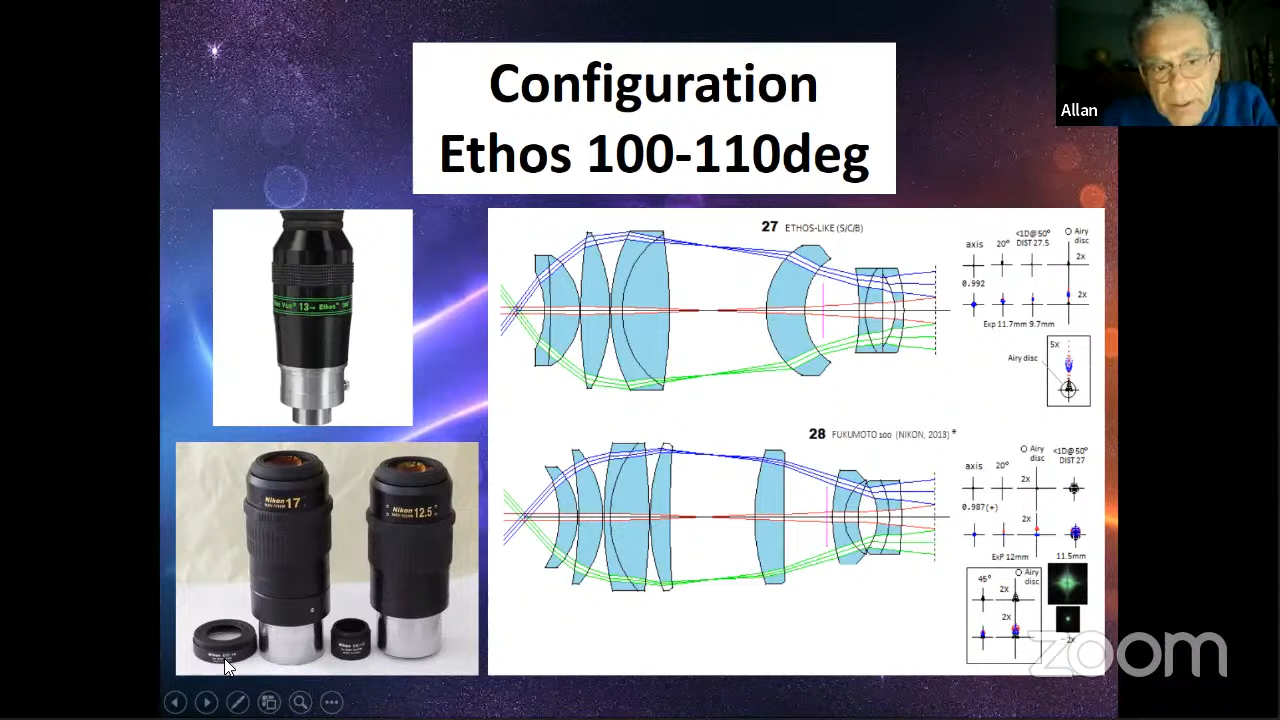 Configuration
Ethos 100-110deg
Allan
13mm Ethos
Nikon 17
Nikon 12.5
27 ETHOS-LIKE (S/C/B)
axis
20°
<1D@50°
DIST 27.5
Airy
disc
2x
0.992
2x
Exp 11.7mm 9.7mm
5x
Airy disc
28 FUKUMOTO 100 (NIKON, 2013) *
axis
20°
Airy
disc
<1D@50°
DIST 27
2x
0.987(+)
2x
ExP 12mm
11.5mm
45°
Airy
disc
2x
2x
2x
zoom